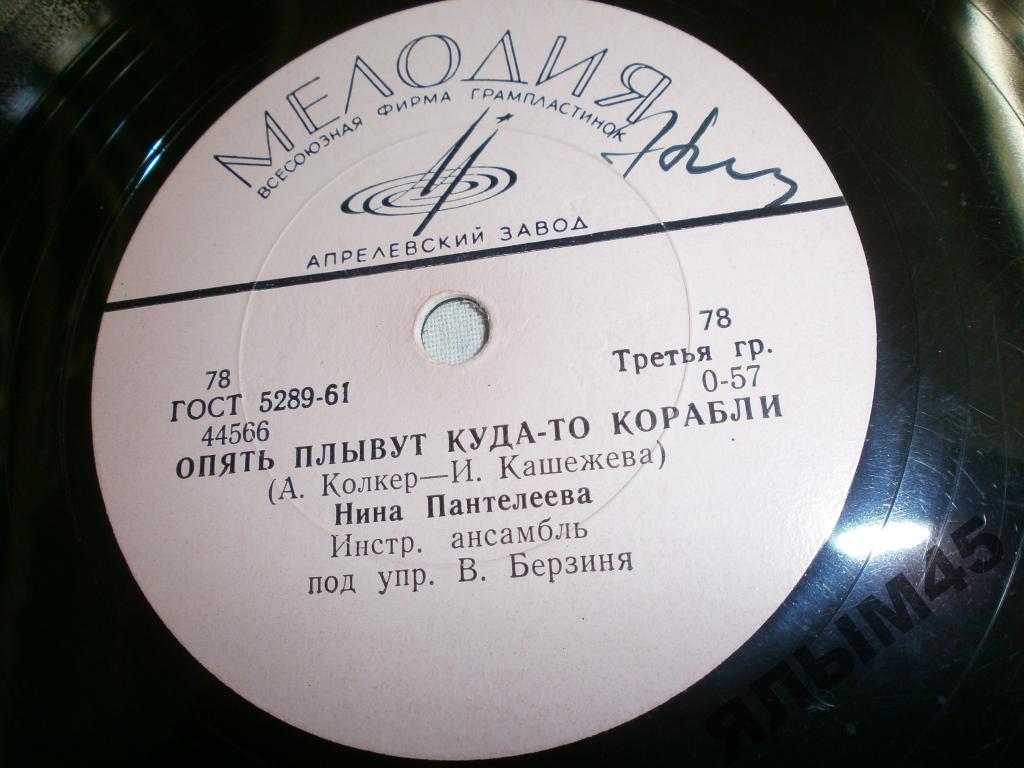 МЕЛОДИЯ
ВСЕСОЮЗНАЯ ФИРМА ГРАМПЛАСТИНОК
АПРЕЛЕВСКИЙ ЗАВОД
78
ГОСТ 5289-61
44566
78
Третья гр.
0-57
ОПЯТЬ ПЛЫВУТ КУДА-ТО КОРАБЛИ
(А. Колкер—И. Кашежева)
Нина Пантелеева
Инстр. ансамбль
под упр. В. Берзиня
ЯЛЫМ45